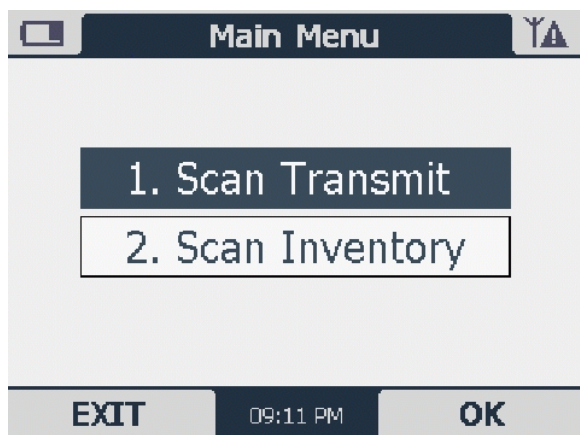 Main Menu
1. Scan Transmit
2. Scan Inventory
EXIT 09:11 PM OK